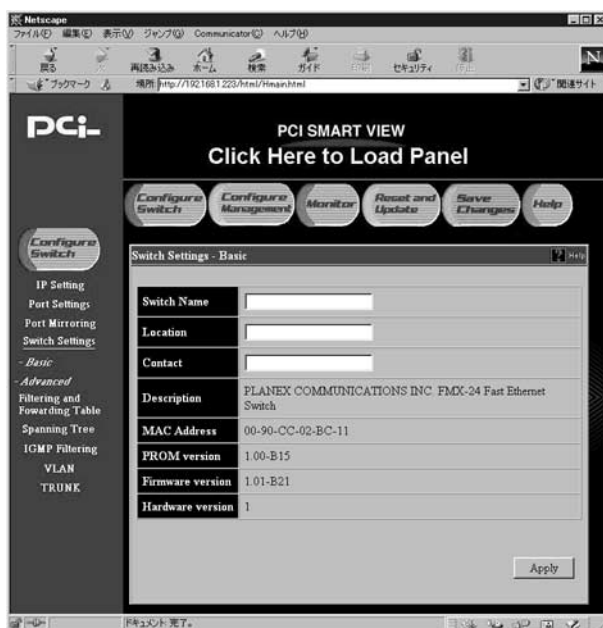 Netscape
ファイル(F) 編集(E) 表示(V) ジャンプ(G) Communicator(C) ヘルプ(H)
戻る 再読み込み ホーム 検索 ガイド 印刷 セキュリティ 停止
ブックマーク 場所: http://192.168.1.223/html/Hmain.html 関連サイト
PCi
PCI SMART VIEW
Click Here to Load Panel
Configure Switch
Configure Management
Monitor
Reset and Update
Save Changes
Help
Configure Switch
IP Setting
Port Settings
Port Mirroring
Switch Settings
- Basic
- Advanced
Filtering and
Fowarding Table
Spanning Tree
IGMP Filtering
VLAN
TRUNK
Switch Settings - Basic
? Help
Switch Name
Location
Contact
Description PLANEX COMMUNICATIONS INC. FMX-24 Fast Ethernet
Switch
MAC Address 00-90-CC-02-BC-11
PROM version 1.00-B15
Firmware version 1.01-B21
Hardware version 1
Apply
ドキュメント: 完了。